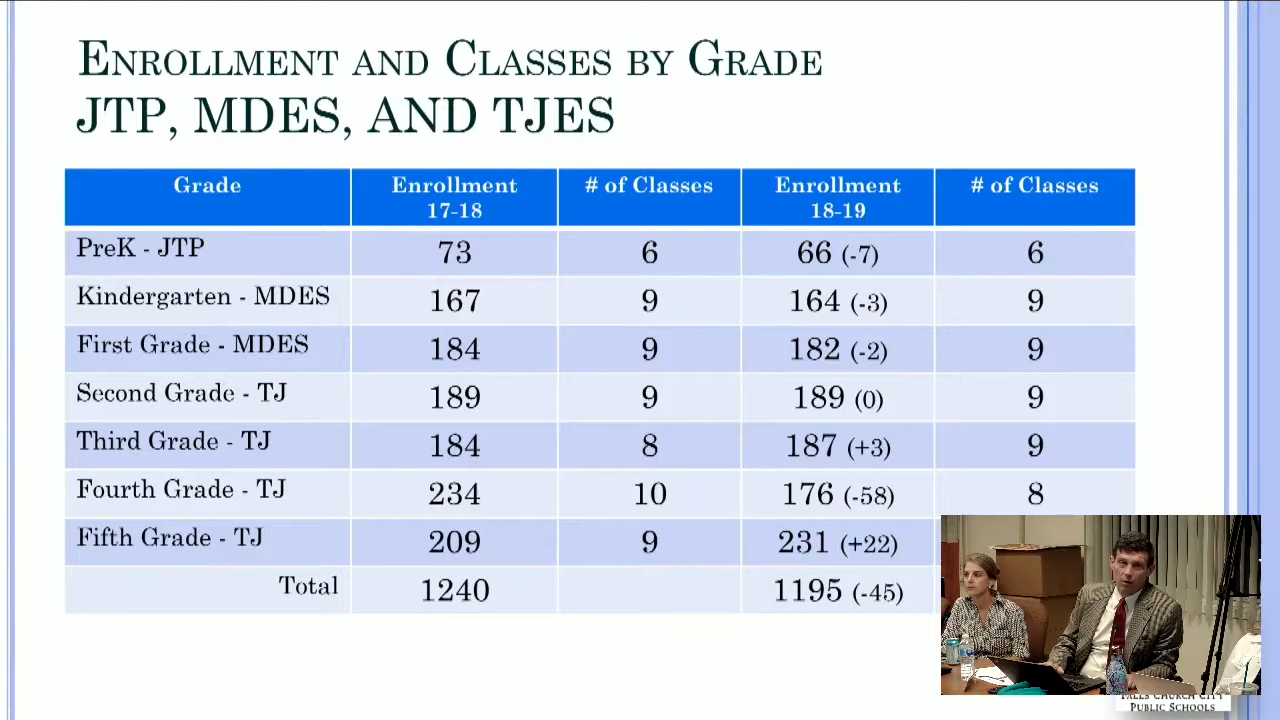 ENROLLMENT AND CLASSES BY GRADE
JTP, MDES, AND TJES
Grade Enrollment 17-18 # of Classes Enrollment 18-19 # of Classes
PreK - JTP 73 6 66 (-7) 6
Kindergarten - MDES 167 9 164 (-3) 9
First Grade - MDES 184 9 182 (-2) 9
Second Grade - TJ 189 9 189 (0) 9
Third Grade - TJ 184 8 187 (+3) 9
Fourth Grade - TJ 234 10 176 (-58) 8
Fifth Grade - TJ 209 9 231 (+22)
Total 1240 1195 (-45)
FALLS CHURCH CITY
PUBLIC SCHOOLS